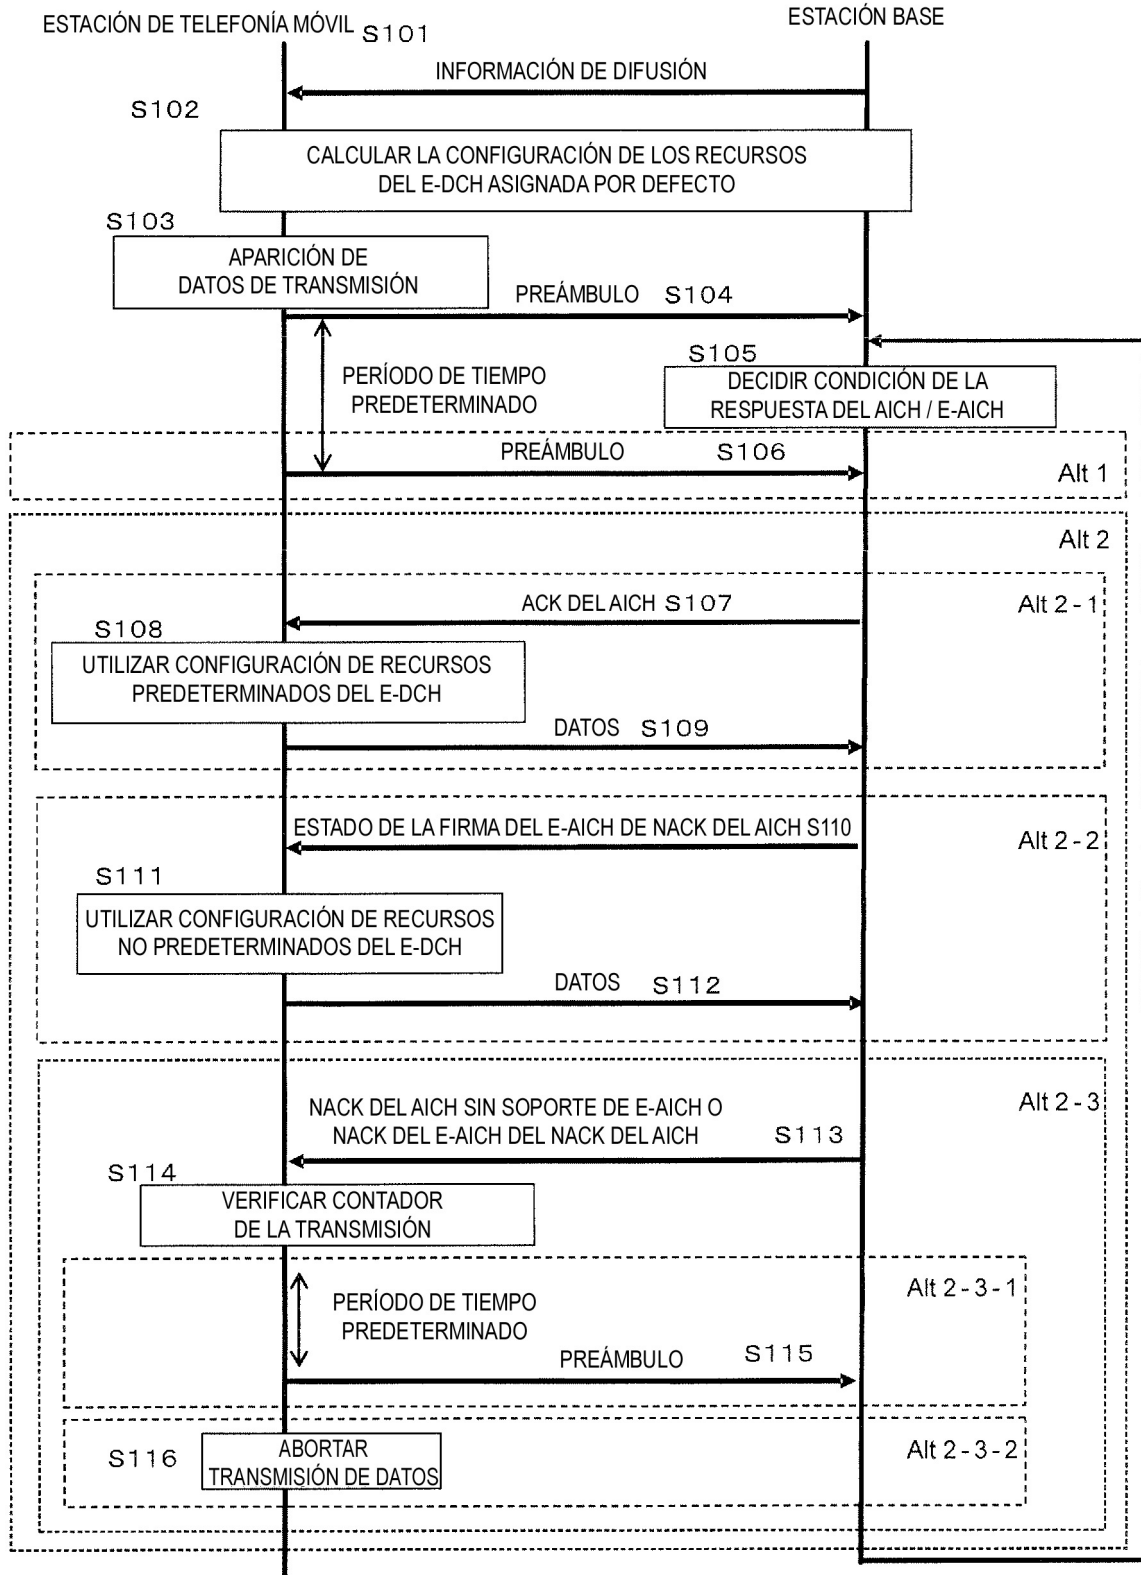 ESTACIÓN DE TELEFONÍA MÓVIL
S101
ESTACIÓN BASE
INFORMACIÓN DE DIFUSIÓN
S102
CALCULAR LA CONFIGURACIÓN DE LOS RECURSOS
DEL E-DCH ASIGNADA POR DEFECTO
S103
APARICIÓN DE
DATOS DE TRANSMISIÓN
PREÁMBULO S104
S105
PERÍODO DE TIEMPO
PREDETERMINADO
DECIDIR CONDICIÓN DE LA
RESPUESTA DEL AICH / E-AICH
PREÁMBULO S106
Alt 1
Alt 2
ACK DEL AICH S107
Alt 2-1
S108
UTILIZAR CONFIGURACIÓN DE RECURSOS
PREDETERMINADOS DEL E-DCH
DATOS S109
ESTADO DE LA FIRMA DEL E-AICH DE NACK DEL AICH S110
Alt 2-2
S111
UTILIZAR CONFIGURACIÓN DE RECURSOS
NO PREDETERMINADOS DEL E-DCH
DATOS S112
Alt 2-3
NACK DEL AICH SIN SOPORTE DE E-AICH O
NACK DEL E-AICH DEL NACK DEL AICH
S113
S114
VERIFICAR CONTADOR
DE LA TRANSMISIÓN
Alt 2-3-1
PERÍODO DE TIEMPO
PREDETERMINADO
PREÁMBULO S115
S116
ABORTAR
TRANSMISIÓN DE DATOS
Alt 2-3-2